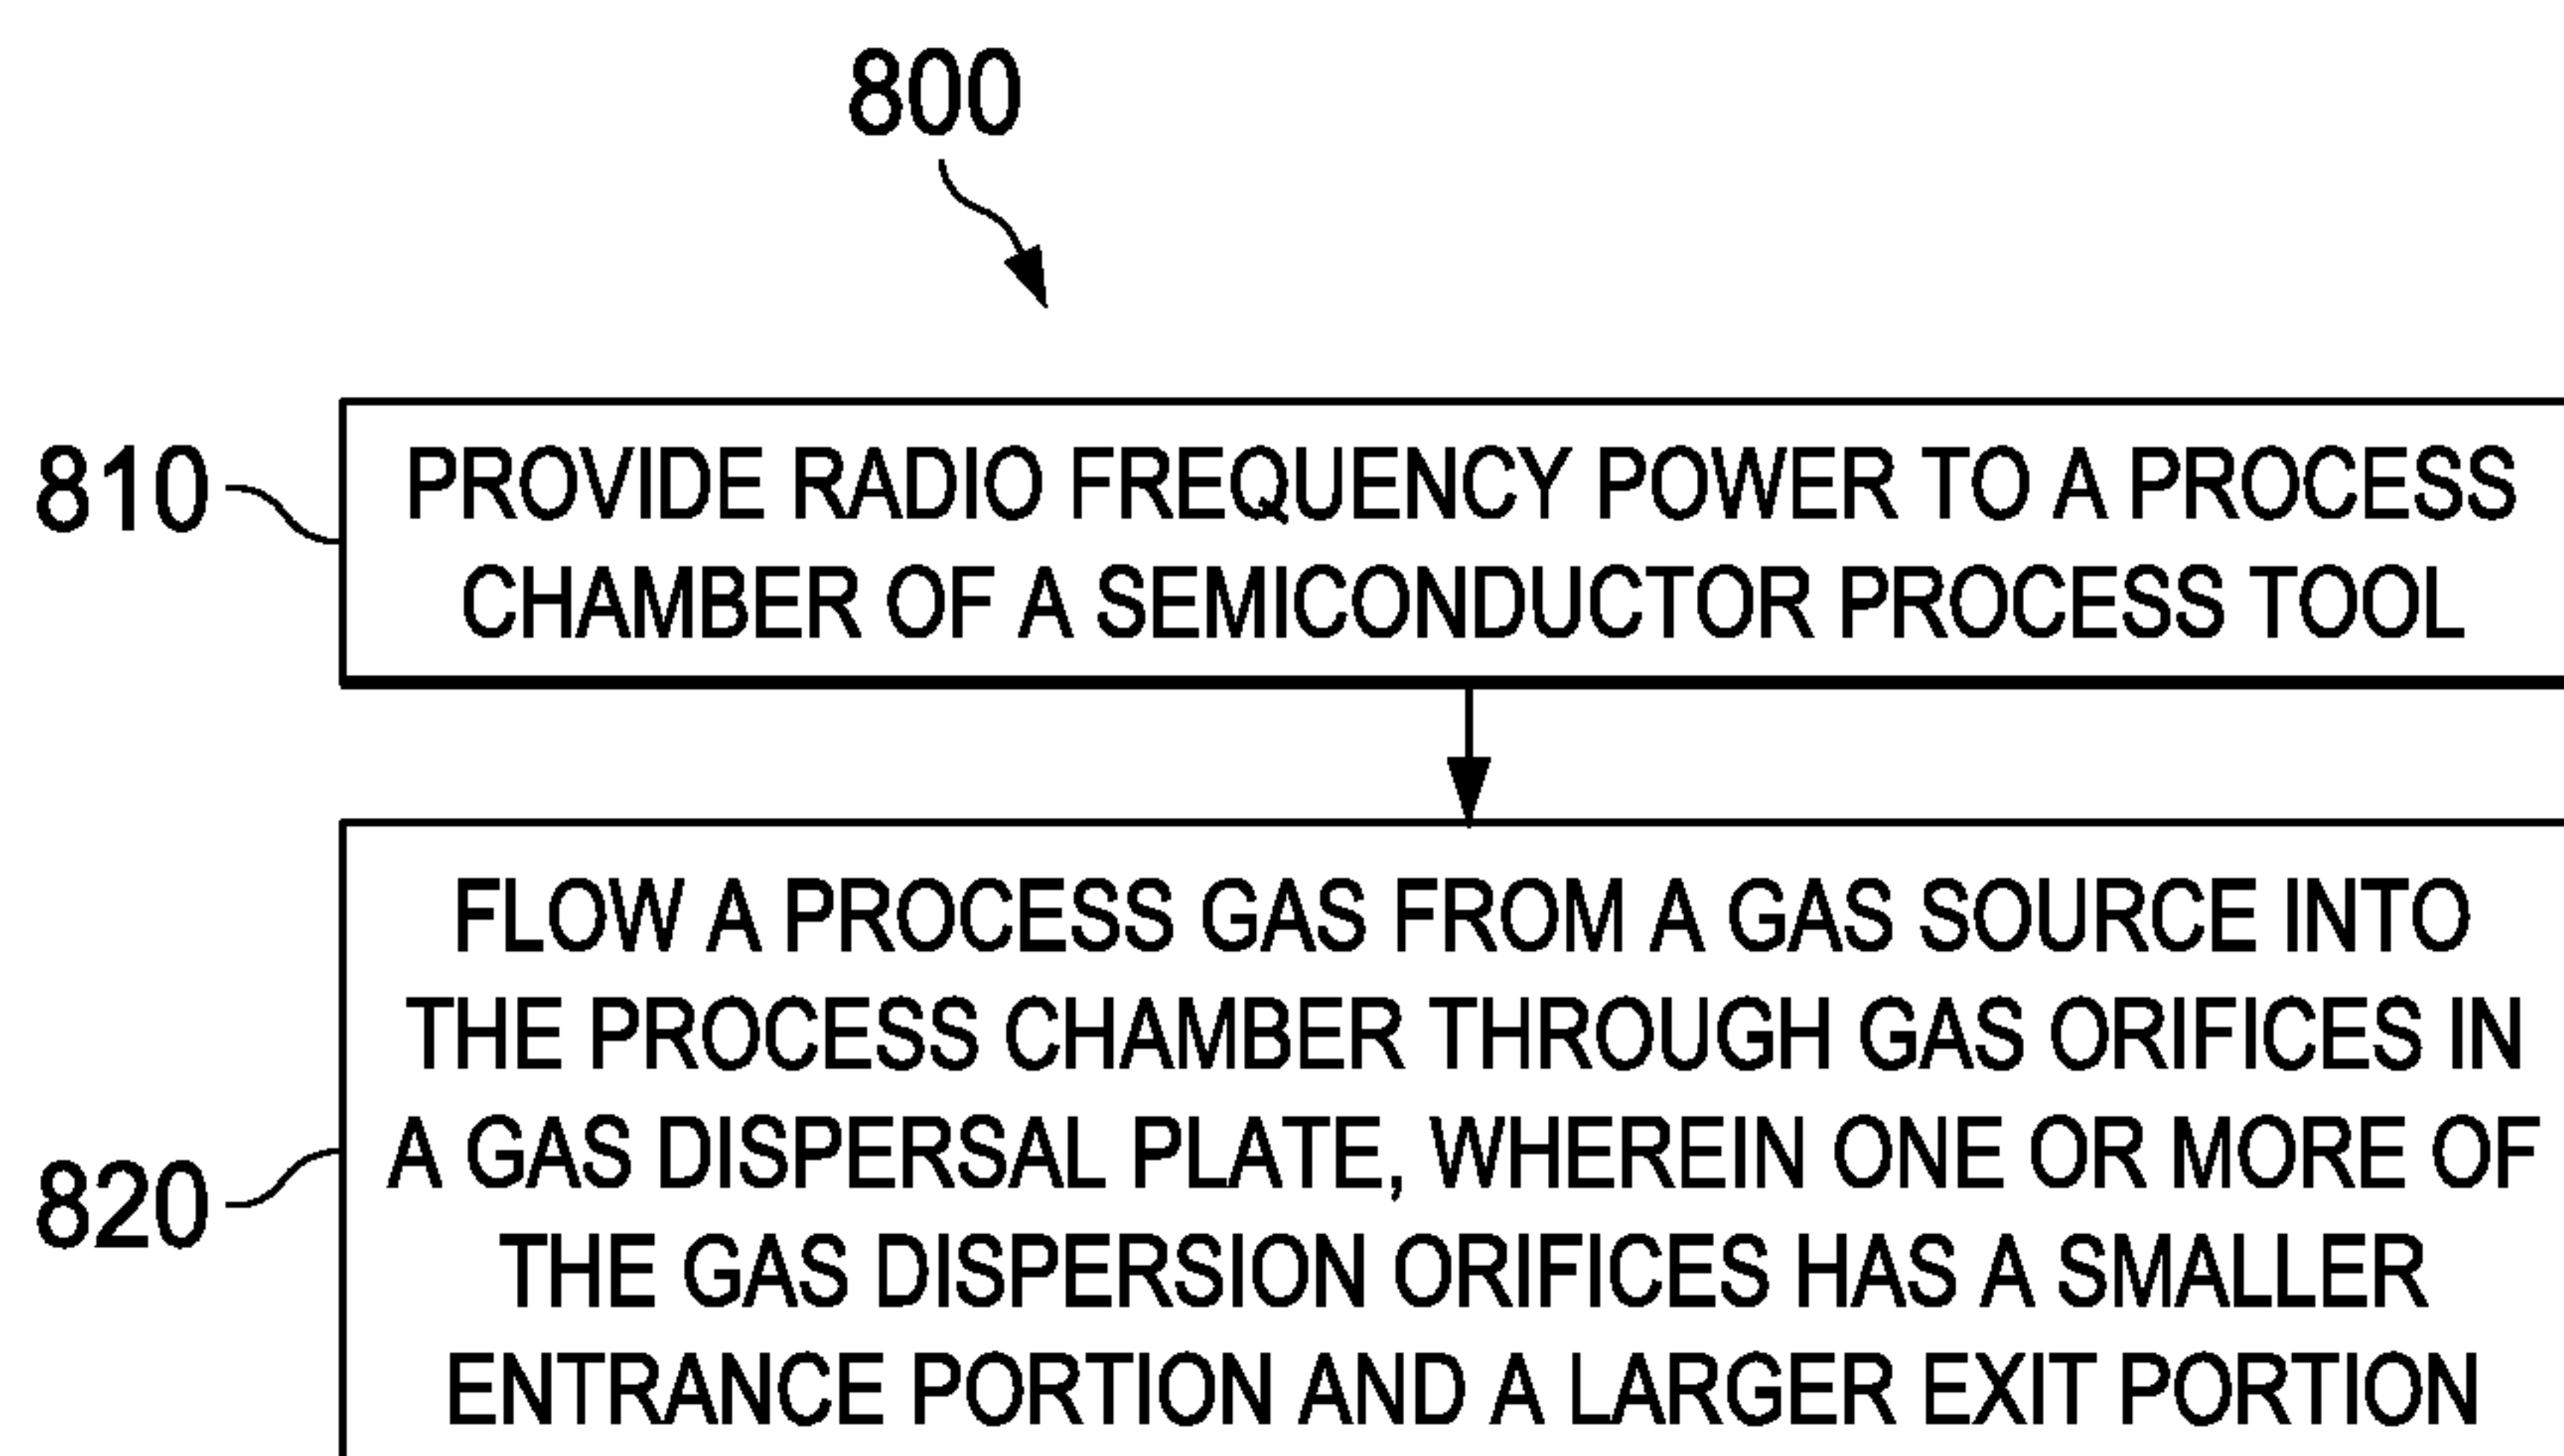 800
810
PROVIDE RADIO FREQUENCY POWER TO A PROCESS
CHAMBER OF A SEMICONDUCTOR PROCESS TOOL
820
FLOW A PROCESS GAS FROM A GAS SOURCE INTO
THE PROCESS CHAMBER THROUGH GAS ORIFICES IN
A GAS DISPERSAL PLATE, WHEREIN ONE OR MORE OF
THE GAS DISPERSION ORIFICES HAS A SMALLER
ENTRANCE PORTION AND A LARGER EXIT PORTION